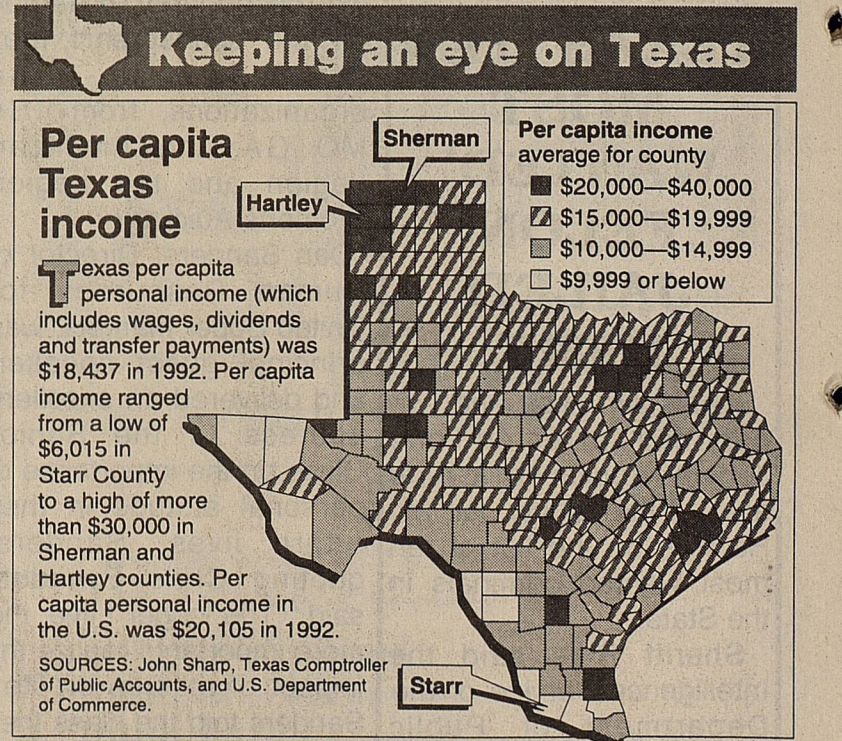 Keeping an eye on Texas
Per capita
Texas
income
Texas per capita
personal income (which
includes wages, dividends
and transfer payments) was
$18,437 in 1992. Per capita
income ranged
from a low of
$6,015 in
Starr County
to a high of more
than $30,000 in
Sherman and
Hartley counties. Per
capita personal income in
the U.S. was $20,105 in 1992.
SOURCES: John Sharp, Texas Comptroller
of Public Accounts, and U.S. Department
of Commerce.
Sherman
Hartley
Starr
Per capita income
average for county
$20,000—$40,000
$15,000—$19,999
$10,000—$14,999
$9,999 or below